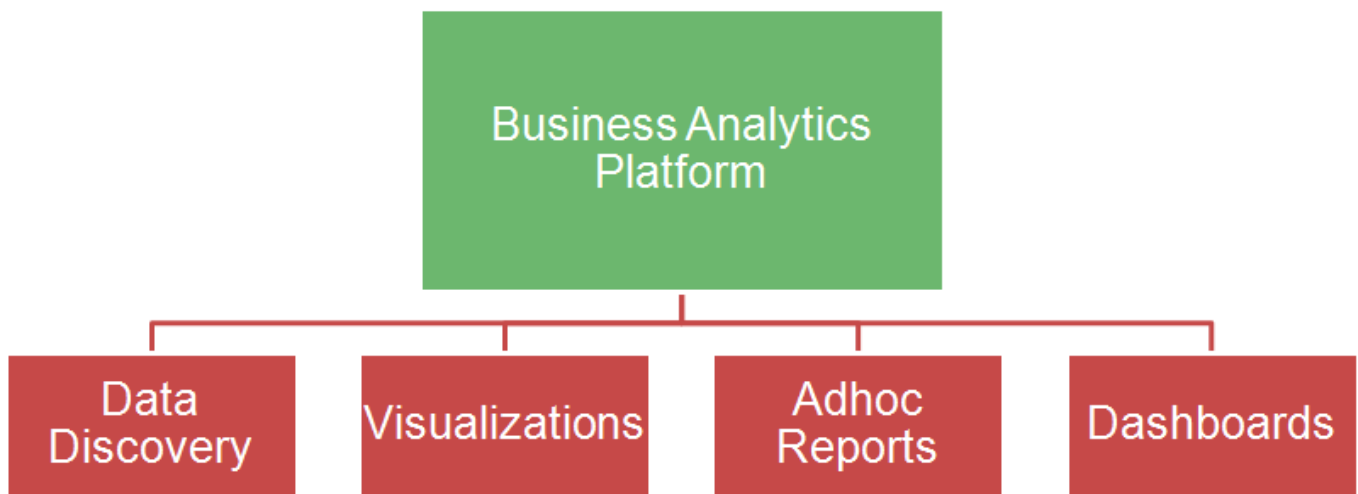 Business Analytics
Platform
Data
Discovery
Visualizations
Adhoc
Reports
Dashboards